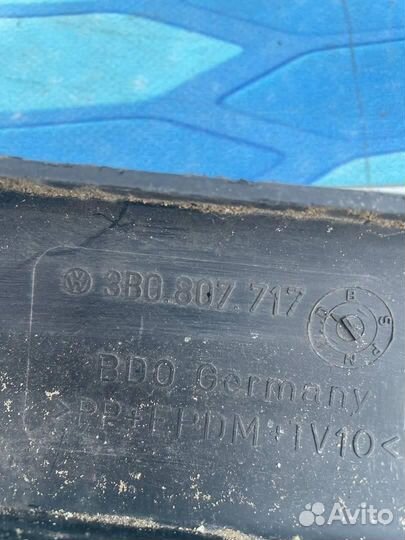 3B0.807.717
BDO Germany
>PP+EPDM+TV10<
Avito